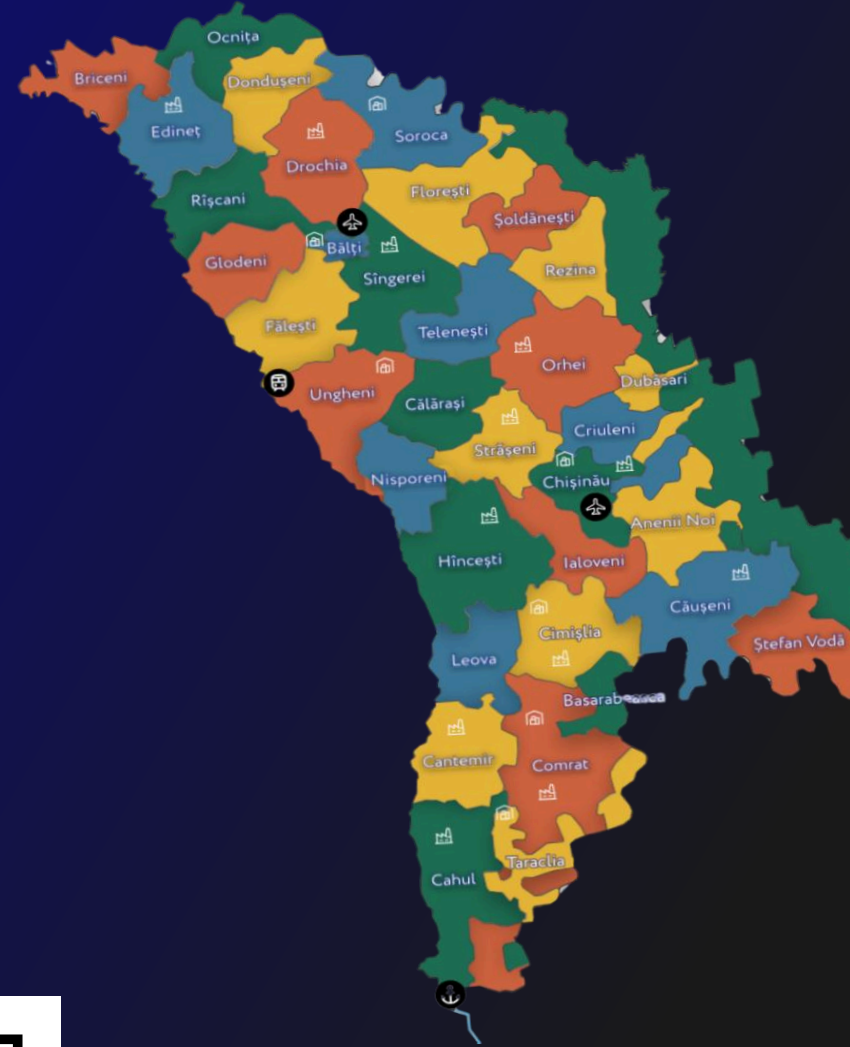 Ocnița
Briceni
Dondușeni
Edineț
Soroca
Drochia
Florești
Rîșcani
Șoldănești
Bălți
Glodeni
Rezina
Sîngerei
Fălești
Telenești
Orhei
Dubăsari
Ungheni
Călărași
Criuleni
Strășeni
Nisporeni
Chișinău
Anenii Noi
Hîncești
Ialoveni
Căușeni
Cimișlia
Ștefan Vodă
Leova
Basarabeasca
Cantemir
Comrat
Taraclia
Cahul